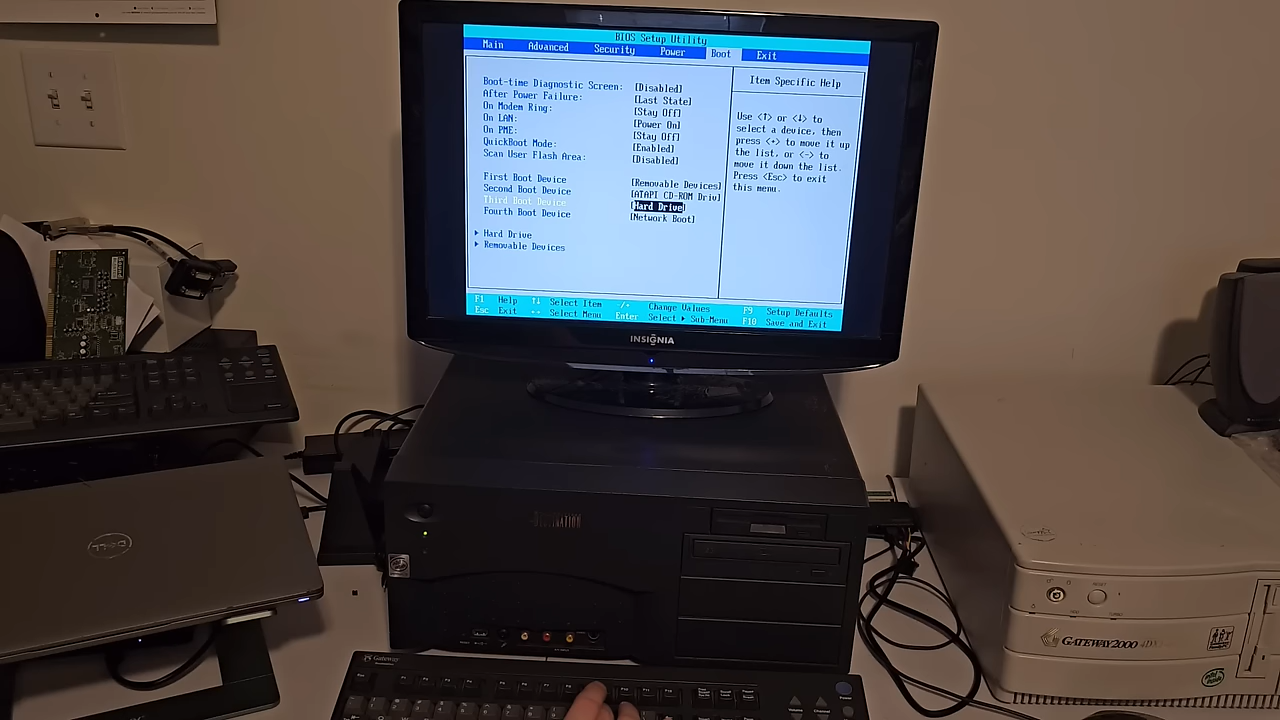 BIOS Setup Utility
Main Advanced Security Power Boot Exit
Boot-time Diagnostic Screen: [Disabled]
After Power Failure: [Last State]
On Modem Ring: [Stay Off]
On LAN: [Power On]
On PME: [Stay Off]
QuickBoot Mode: [Enabled]
Scan User Flash Area: [Disabled]
First Boot Device [Removable Devices]
Second Boot Device [ATAPI CD-ROM Driv]
Third Boot Device [Hard Drive]
Fourth Boot Device [Network Boot]
Hard Drive
Removable Devices
Item Specific Help
Use <↑> or <↓> to
select a device, then
press <+> to move it up
the list, or <-> to
move it down the list.
Press <Esc> to exit
this menu.
F1 Help ↑↓ Select Item -/+ Change Values F9 Setup Defaults
Esc Exit ↔ Select Menu Enter Select ▸ Sub-Menu F10 Save and Exit
INSIGNIA
DELL
DESTINATION
GATEWAY2000
Gateway